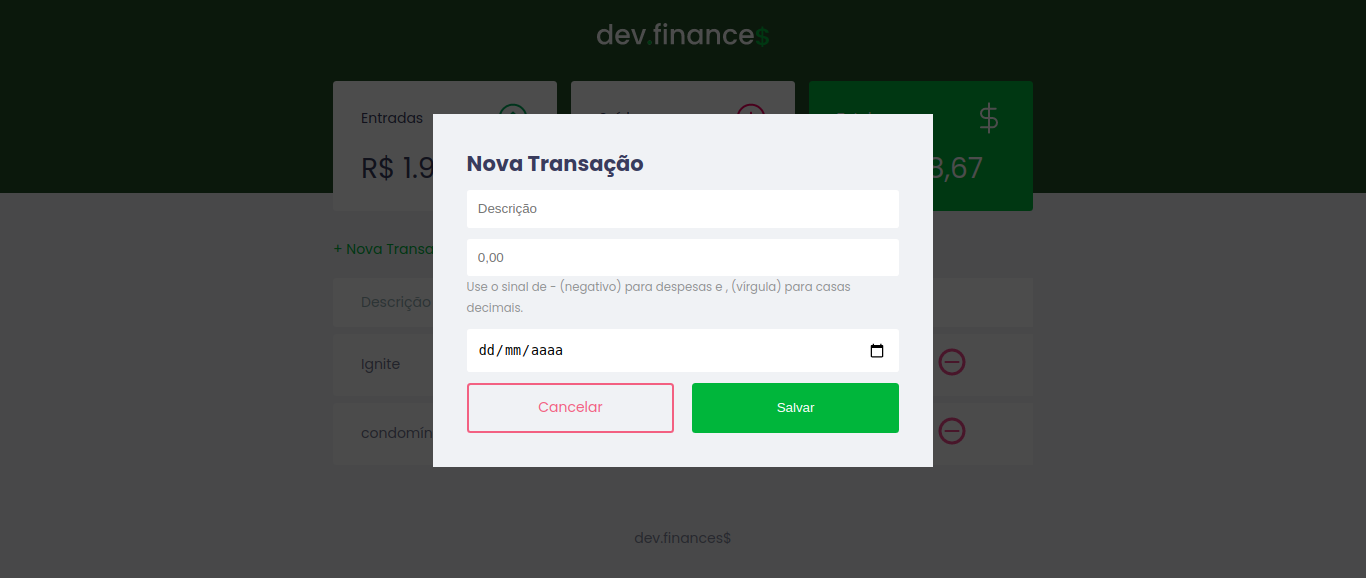 dev.finance$
Entradas
R$ 1.9
8,67
+ Nova Transa
Nova Transação
Descrição
0,00
Use o sinal de - (negativo) para despesas e , (vírgula) para casas
decimais.
dd/mm/aaaa
Cancelar
Salvar
Descrição
Ignite
condomín
dev.finances$